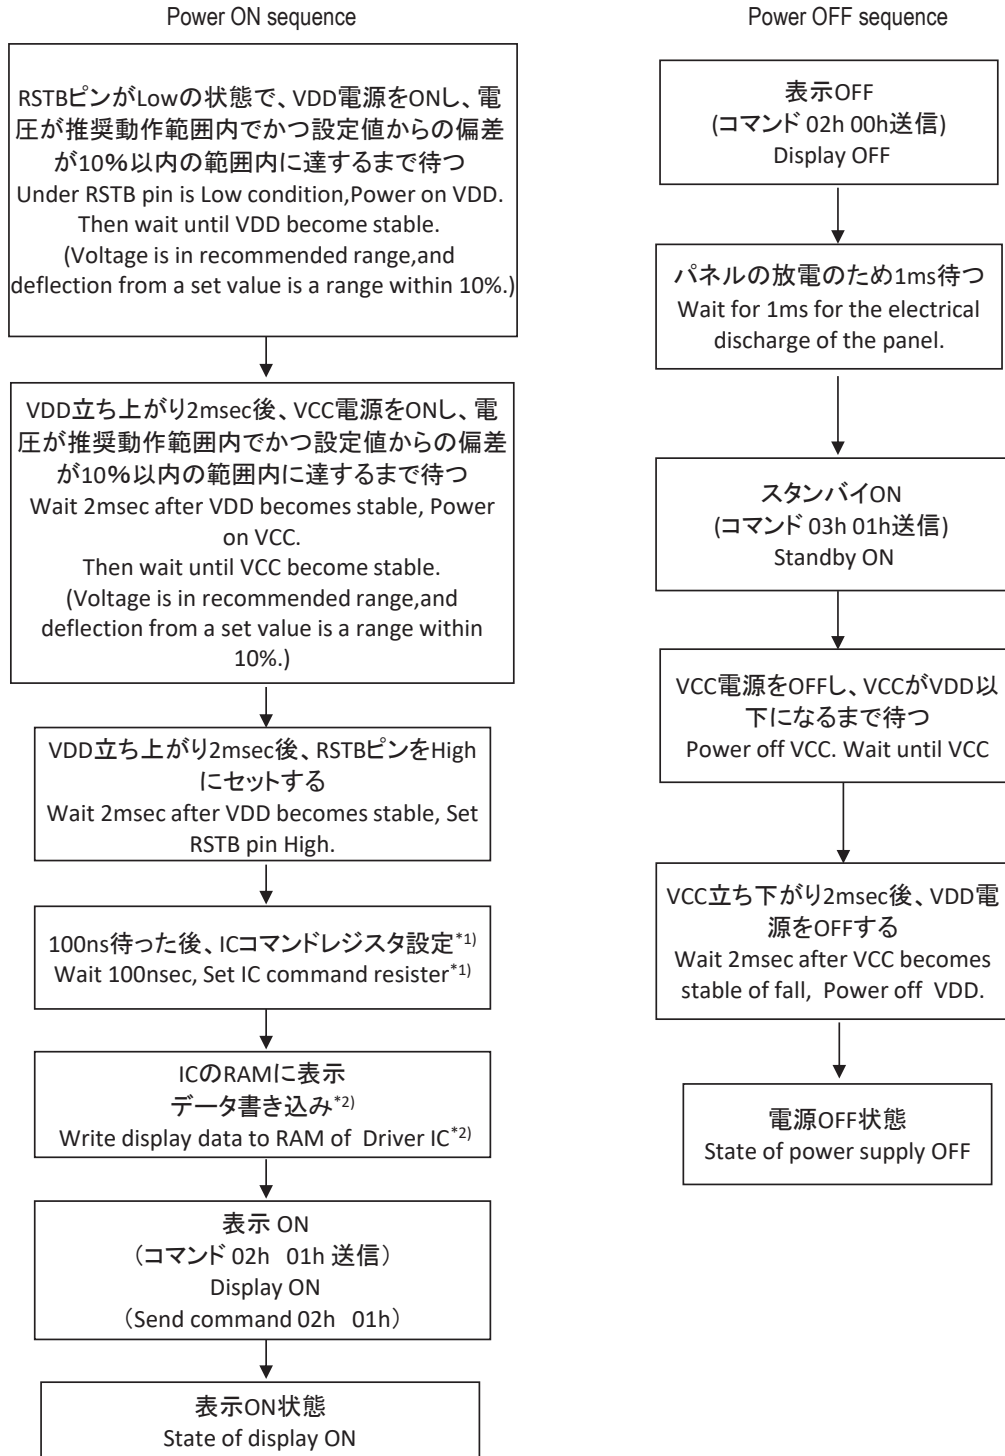 Power ON sequence
RSTBピンがLowの状態で、VDD電源をONし、電
圧が推奨動作範囲内でかつ設定値からの偏差
が10%以内の範囲内に達するまで待つ
Under RSTB pin is Low condition,Power on VDD.
Then wait until VDD become stable.
(Voltage is in recommended range,and
deflection from a set value is a range within 10%.)
VDD立ち上がり2msec後、VCC電源をONし、電
圧が推奨動作範囲内でかつ設定値からの偏差
が10%以内の範囲内に達するまで待つ
Wait 2msec after VDD becomes stable, Power
on VCC.
Then wait until VCC become stable.
(Voltage is in recommended range,and
deflection from a set value is a range within
10%.)
VDD立ち上がり2msec後、RSTBピンをHigh
にセットする
Wait 2msec after VDD becomes stable, Set
RSTB pin High.
100ns待った後、ICコマンドレジスタ設定*1)
Wait 100nsec, Set IC command resister*1)
ICのRAMに表示
データ書き込み*2)
Write display data to RAM of Driver IC*2)
表示 ON
（コマンド 02h 01h 送信）
Display ON
（Send command 02h 01h）
表示ON状態
State of display ON
Power OFF sequence
表示OFF
(コマンド 02h 00h送信)
Display OFF
パネルの放電のため1ms待つ
Wait for 1ms for the electrical
discharge of the panel.
スタンバイON
(コマンド 03h 01h送信)
Standby ON
VCC電源をOFFし、VCCがVDD以
下になるまで待つ
Power off VCC. Wait until VCC
VCC立ち下がり2msec後、VDD電
源をOFFする
Wait 2msec after VCC becomes
stable of fall, Power off VDD.
電源OFF状態
State of power supply OFF